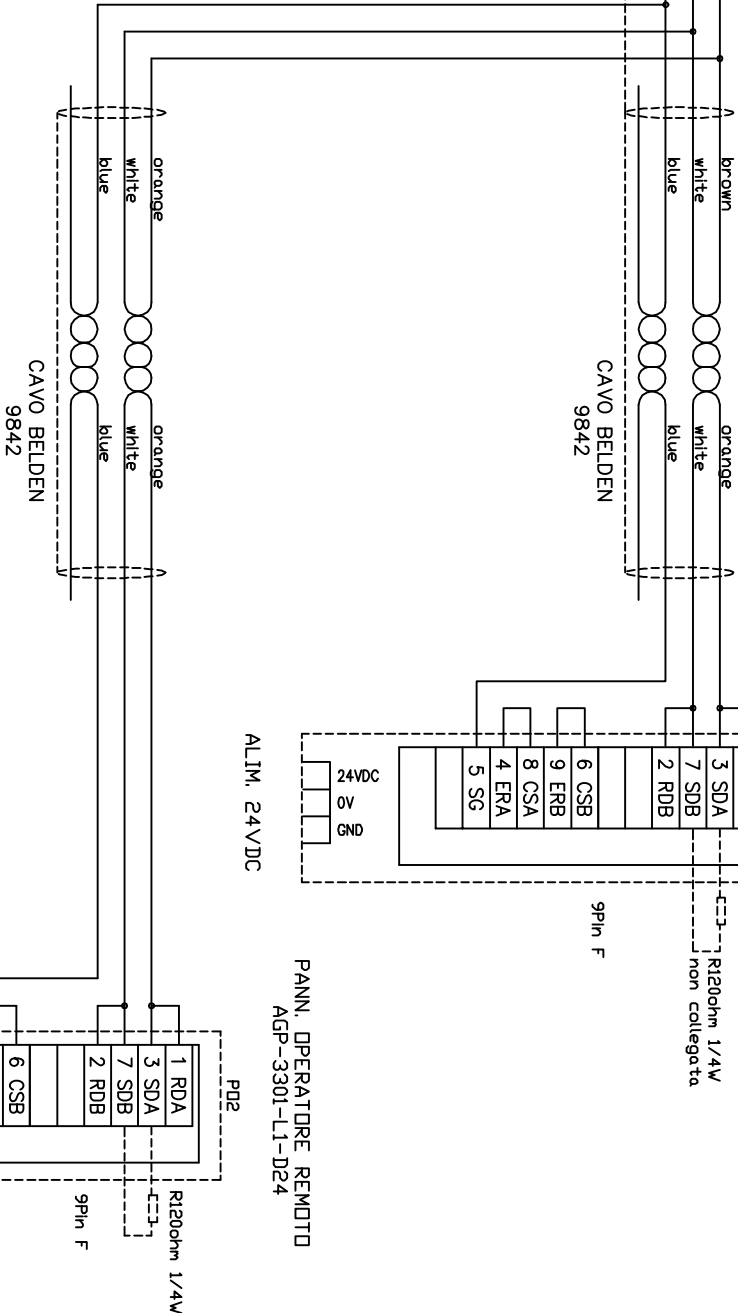 brown
white
blue
orange
white
blue
CAVO BELDEN
9842
orange
white
blue
orange
white
blue
CAVO BELDEN
9842
3 SDA
7 SDB
2 RDB
6 CSB
9 ERB
8 CSA
4 ERA
5 SG
24VDC
0V
GND
ALIM. 24VDC
9Pin F
R120ohm 1/4W
non collegata
PANN. OPERATORE REMOTO
AGP-3301-L1-D24
PO2
1 RDA
3 SDA
7 SDB
2 RDB
6 CSB
R120ohm 1/4W
9Pin F